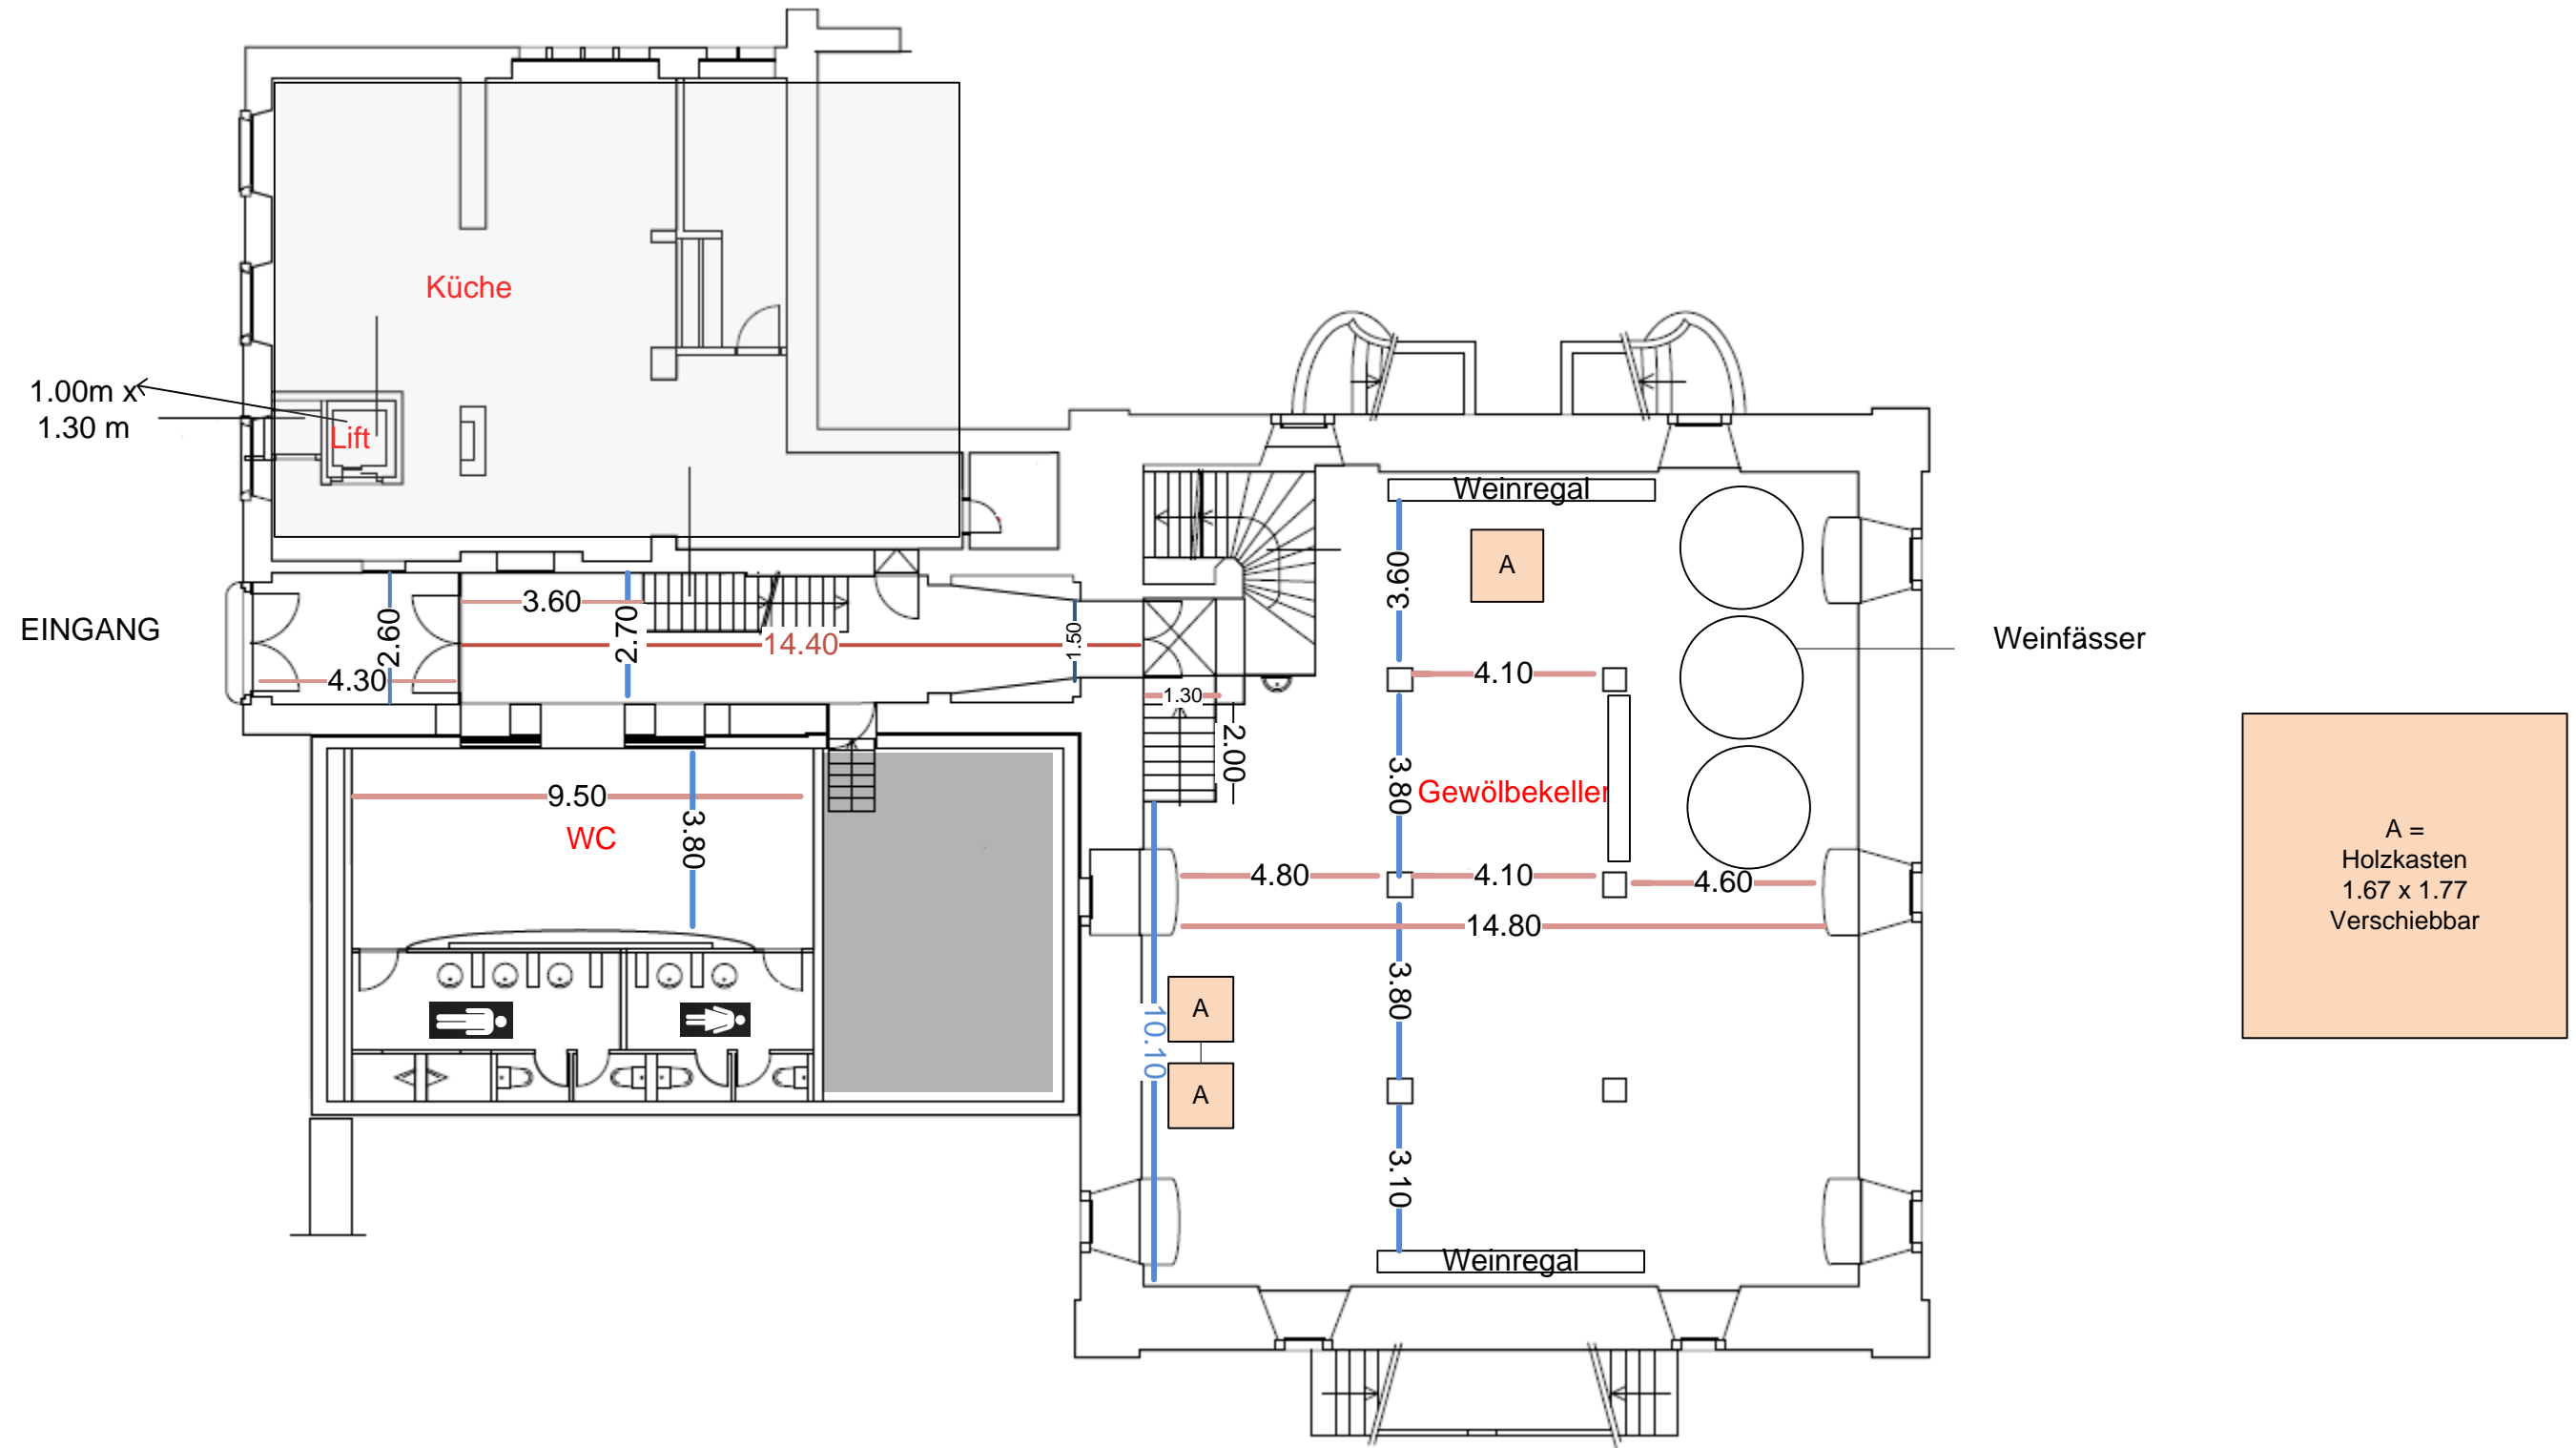 Küche
1.00m x
1.30 m
Lift
Weinregal
A
3.60
EINGANG
3.60
2.60
2.70
14.40
1.50
Weinfässer
4.30
4.10
1.30
2.00
9.50
3.80
WC
3.80
Gewölbekeller
A =
Holzkasten
1.67 x 1.77
Verschiebbar
4.80
4.10
4.60
14.80
A
3.80
10.10
A
3.10
Weinregal